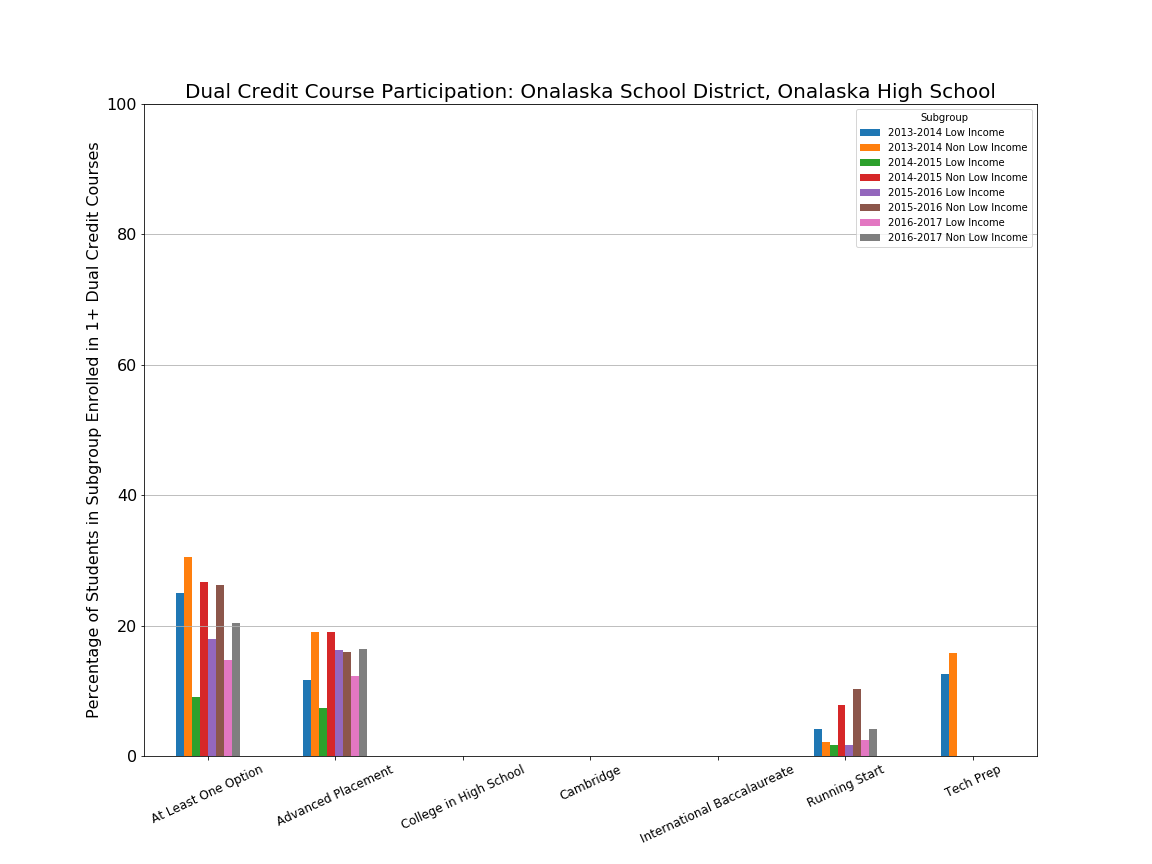 Dual Credit Course Participation: Onalaska School District, Onalaska High School
Percentage of Students in Subgroup Enrolled in 1+ Dual Credit Courses
100
80
60
40
20
0
Subgroup
2013-2014 Low Income
2013-2014 Non Low Income
2014-2015 Low Income
2014-2015 Non Low Income
2015-2016 Low Income
2015-2016 Non Low Income
2016-2017 Low Income
2016-2017 Non Low Income
At Least One Option
Advanced Placement
College in High School
Cambridge
International Baccalaureate
Running Start
Tech Prep